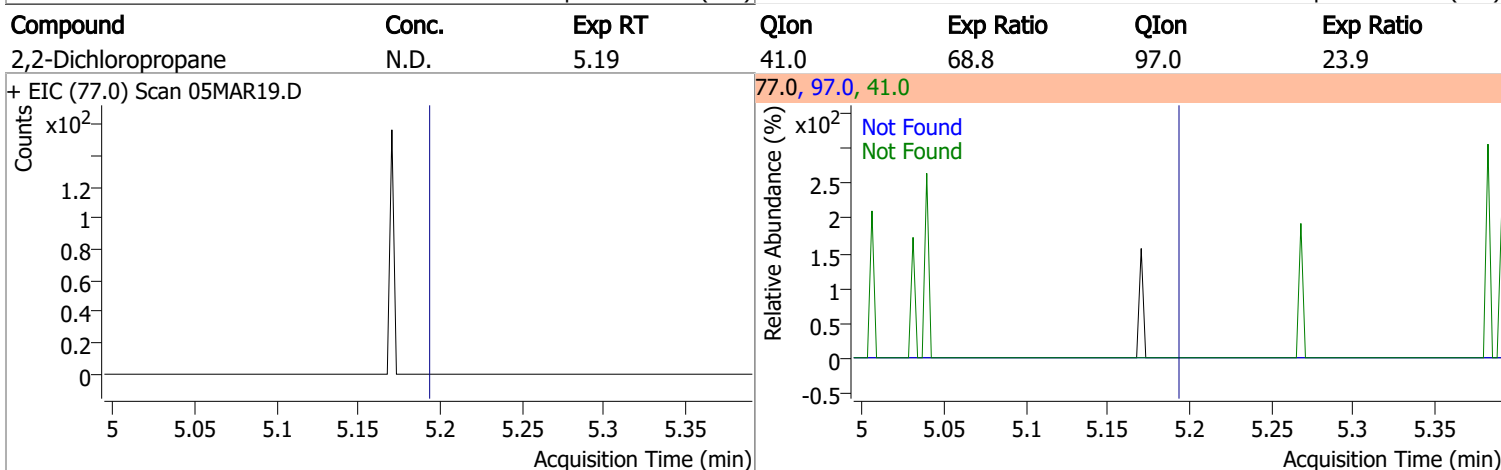 Compound Conc. Exp RT QIon Exp Ratio QIon Exp Ratio
2,2-Dichloropropane N.D. 5.19 41.0 68.8 97.0 23.9
+ EIC (77.0) Scan 05MAR19.D
Counts
x10²
1.2
1
0.8
0.6
0.4
0.2
0
5 5.05 5.1 5.15 5.2 5.25 5.3 5.35
Acquisition Time (min)
77.0, 97.0, 41.0
Relative Abundance (%)
x10²
Not Found
Not Found
2.5
2
1.5
1
0.5
0
-0.5
5 5.05 5.1 5.15 5.2 5.25 5.3 5.35
Acquisition Time (min)